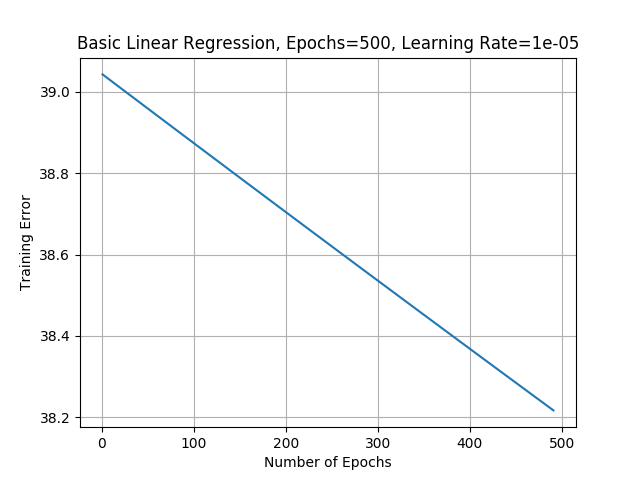 Basic Linear Regression, Epochs=500, Learning Rate=1e-05
39.0
38.8
38.6
38.4
38.2
Training Error
0 100 200 300 400 500
Number of Epochs